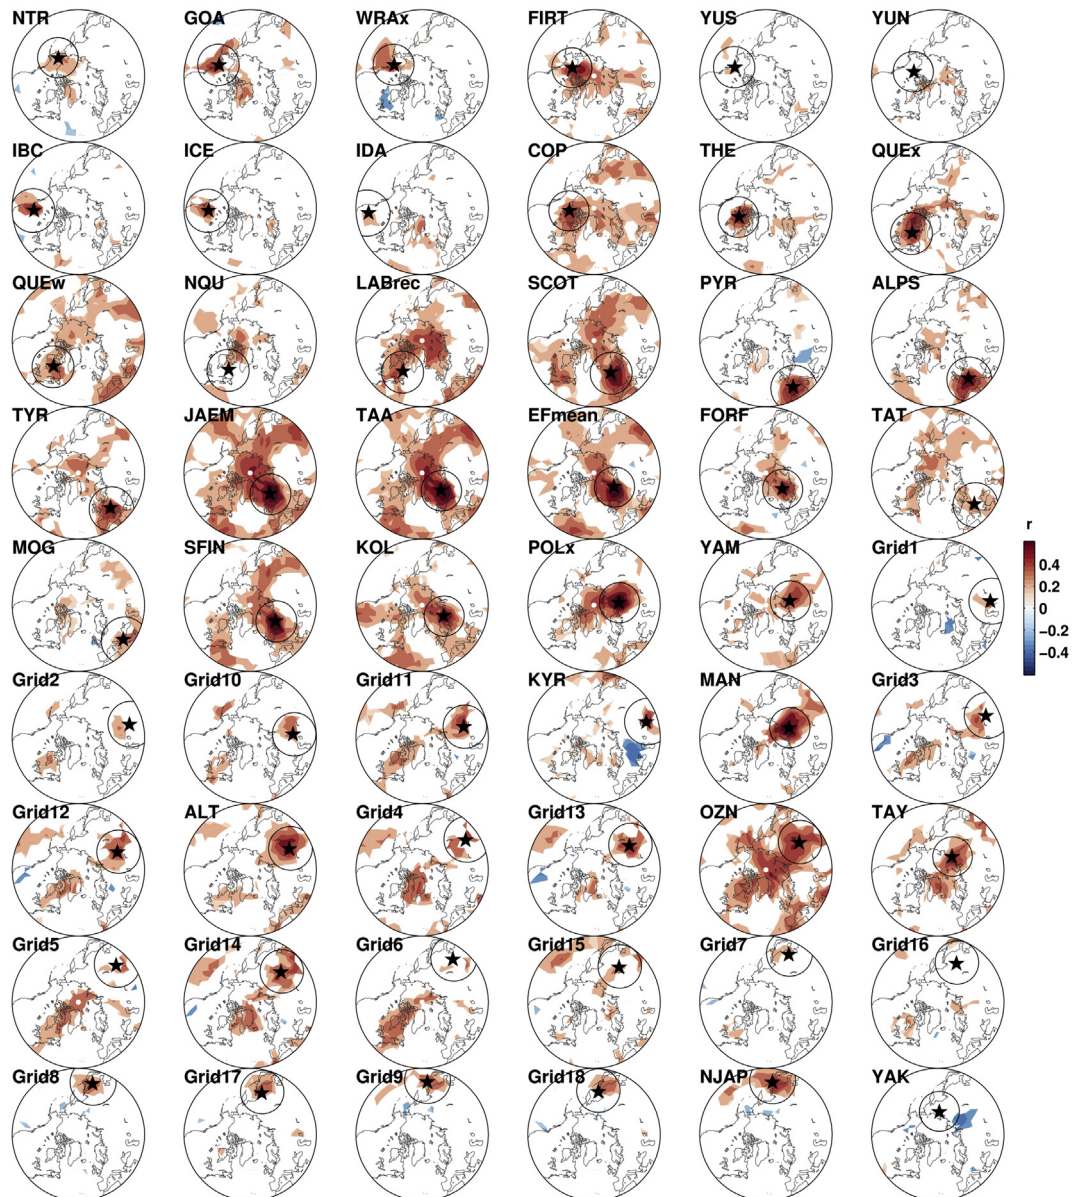 NTR GOA WRAx FIRT YUS YUN
IBC ICE IDA COP THE QUEx
QUEw NQU LABrec SCOT PYR ALPS
TYR JAEM TAA EFmean FORF TAT
MOG SFIN KOL POLx YAM Grid1
r
0.4
0.2
0
−0.2
−0.4
Grid2 Grid10 Grid11 KYR MAN Grid3
Grid12 ALT Grid4 Grid13 OZN TAY
Grid5 Grid14 Grid6 Grid15 Grid7 Grid16
Grid8 Grid17 Grid9 Grid18 NJAP YAK